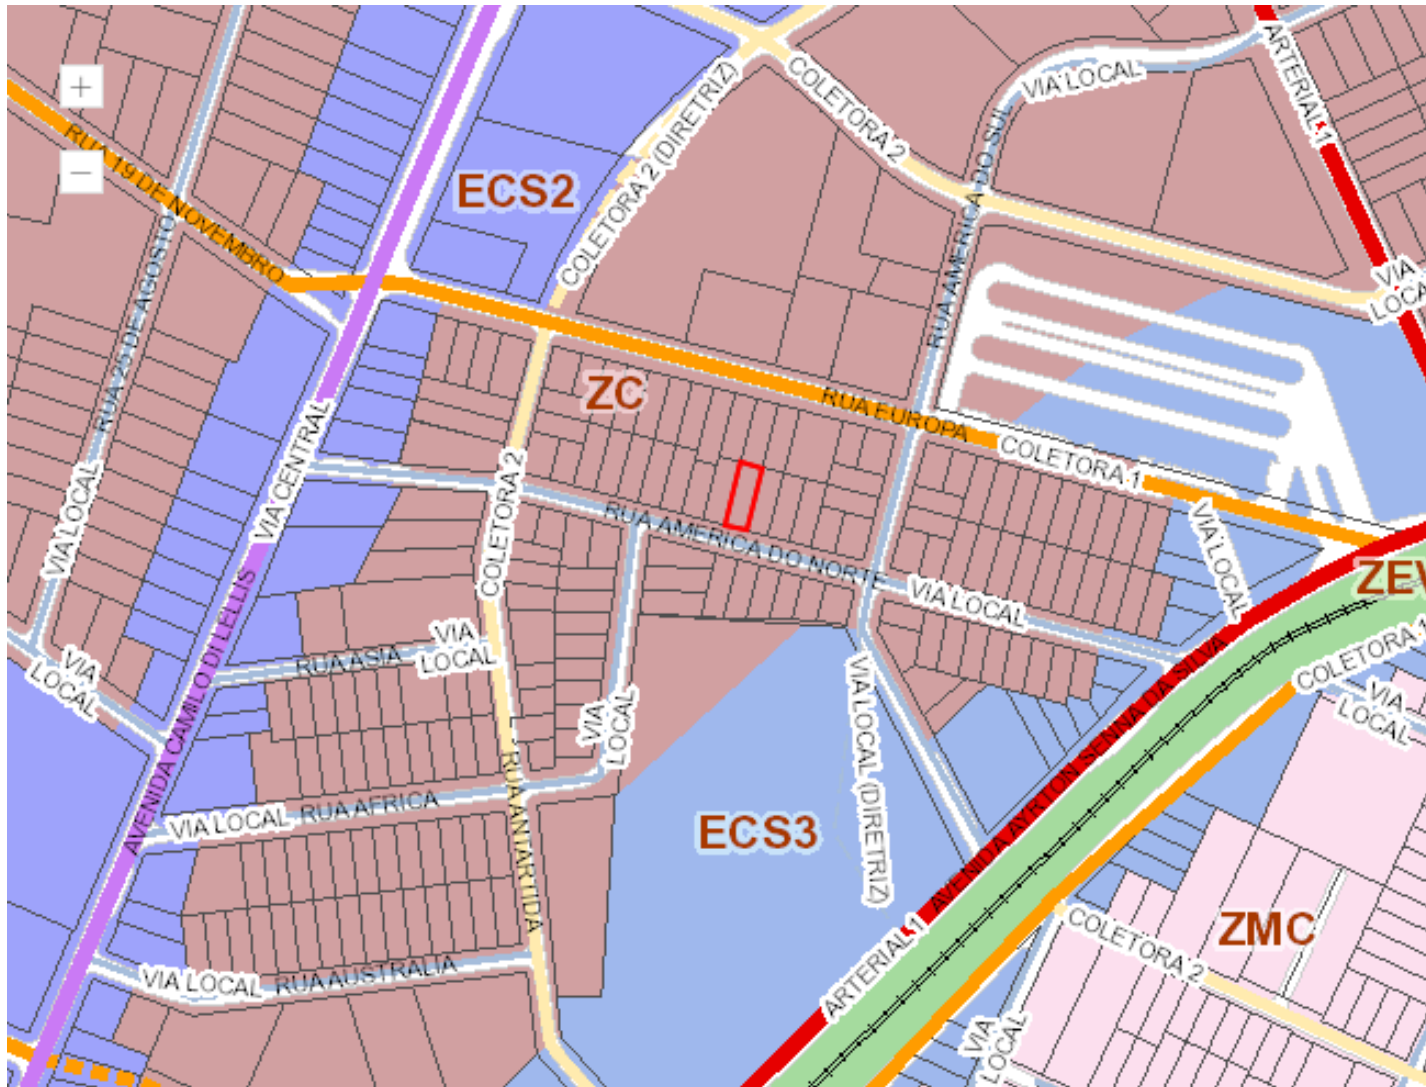 ARTERIAL 1
VIA LOCAL
COLETORA 2
COLETORA 2 (DIRETRIZ)
+
−
RUA 19 DE NOVEMBRO
ECS2
RUA AMERICA DO SUL
RUA 25 DE AGOSTO
VIA
LOCAL
ZC
RUA EUROPA
COLETORA 1
VIA CENTRAL
COLETORA 2
VIA LOCAL
RUA AMERICA DO NORTE
VIA LOCAL
VIA LOCAL
ZEV
COLETORA 1
VIA
LOCAL
RUA ASIA
VIA
LOCAL
VIA
LOCAL
AVENIDA CAMILO DI LELLIS
VIA
LOCAL
VIA LOCAL (DIRETRIZ)
AVENIDA AYRTON SENNA DA SILVA
VIA LOCAL
RUA AFRICA
RUA ANTARTIDA
ECS3
ZMC
ARTERIAL 1
COLETORA 2
VIA LOCAL
RUA AUSTRALIA
VIA
LOCAL